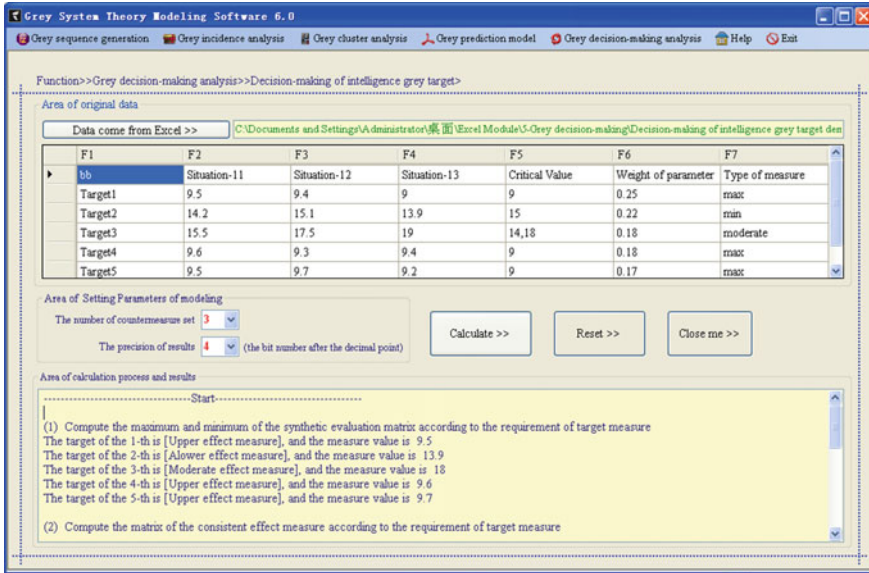 Grey System Theory Modeling Software 6.0
Grey sequence generation Grey incidence analysis Grey cluster analysis Grey prediction model Grey decision-making analysis Help Exit
Function>>Grey decision-making analysis>>Decision-making of intelligence grey target>
Area of original data
Data come from Excel >> C:\Documents and Settings\Administrator\桌面\Excel Module\5-Grey decision-making\Decision-making of intelligence grey target dem
F1 F2 F3 F4 F5 F6 F7
bb Situation-11 Situation-12 Situation-13 Critical Value Weight of parameter Type of measure
Target1 9.5 9.4 9 9 0.25 max
Target2 14.2 15.1 13.9 15 0.22 min
Target3 15.5 17.5 19 14,18 0.18 moderate
Target4 9.6 9.3 9.4 9 0.18 max
Target5 9.5 9.7 9.2 9 0.17 max
Area of Setting Parameters of modeling
The number of countermeasure set 3
The precision of results 4 (the bit number after the decimal point)
Calculate >> Reset >> Close me >>
Area of calculation process and results
-----------------------------------Start-----------------------------------
(1) Compute the maximum and minimum of the synthetic evaluation matrix according to the requirement of target measure
The target of the 1-th is [Upper effect measure], and the measure value is 9.5
The target of the 2-th is [Alower effect measure], and the measure value is 13.9
The target of the 3-th is [Moderate effect measure], and the measure value is 18
The target of the 4-th is [Upper effect measure], and the measure value is 9.6
The target of the 5-th is [Upper effect measure], and the measure value is 9.7
(2) Compute the matrix of the consistent effect measure according to the requirement of target measure